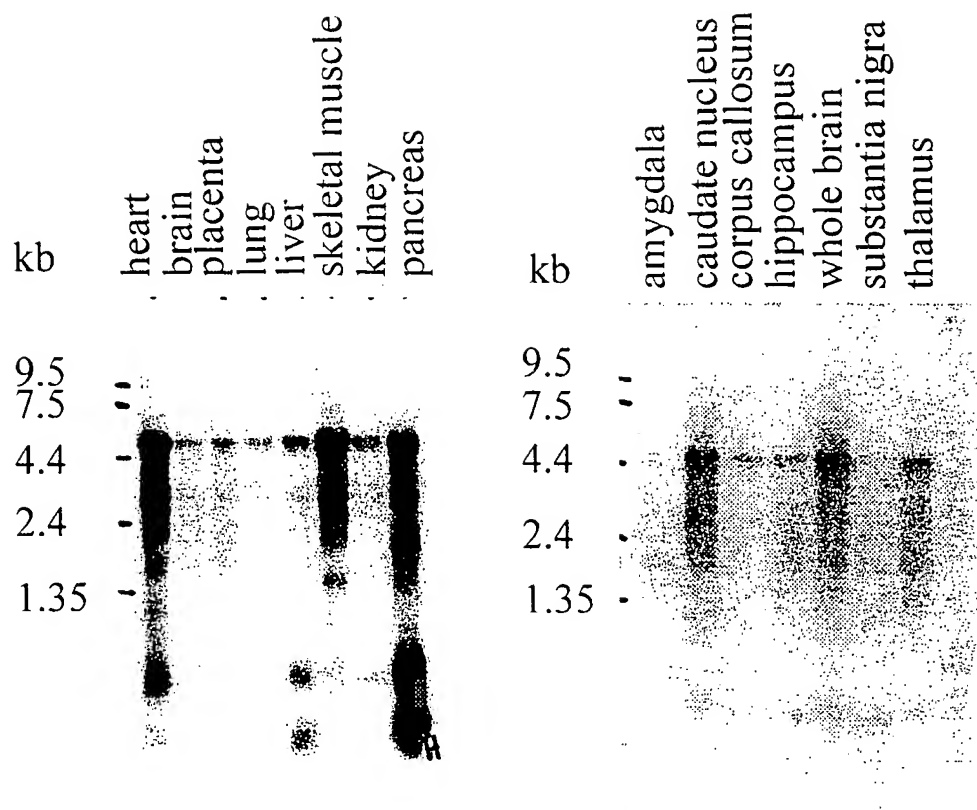 kb
heart
brain
placenta
lung
liver
skeletal muscle
kidney
pancreas
9.5
7.5
4.4
2.4
1.35
kb
amygdala
caudate nucleus
corpus callosum
hippocampus
whole brain
substantia nigra
thalamus
9.5
7.5
4.4
2.4
1.35